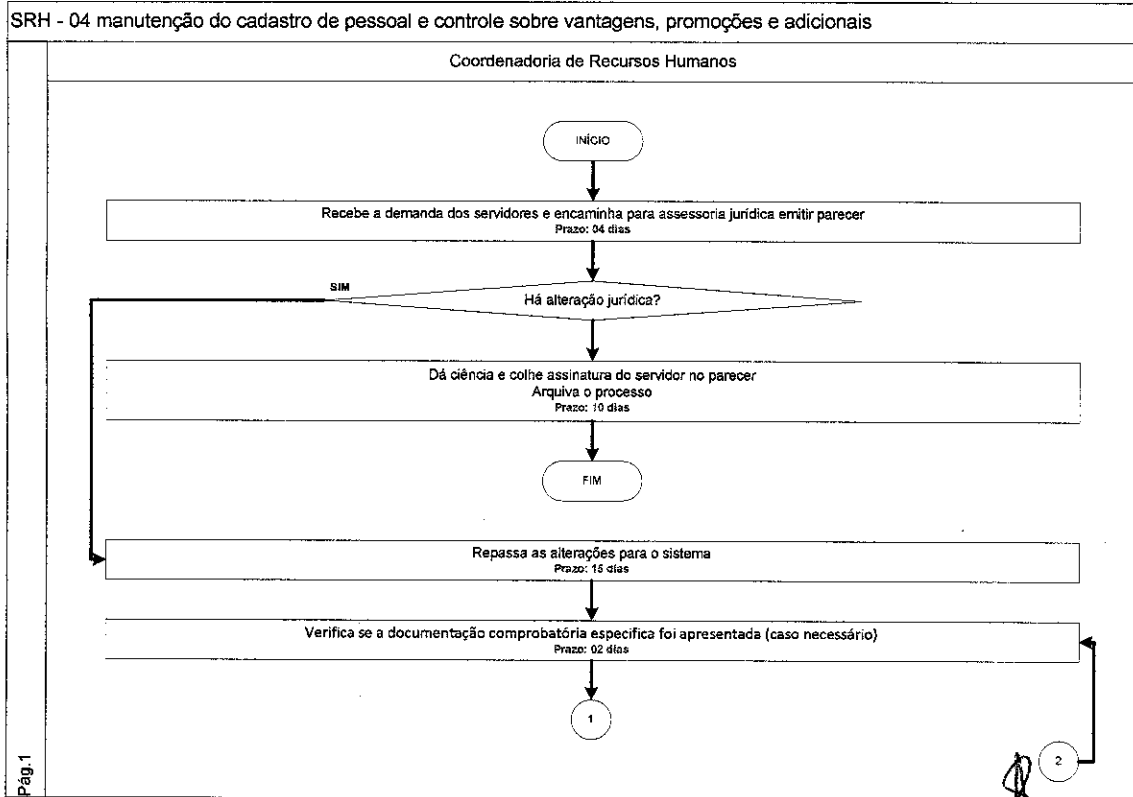 SRH - 04 manutenção do cadastro de pessoal e controle sobre vantagens, promoções e adicionais
Coordenadoria de Recursos Humanos
INÍCIO
Recebe a demanda dos servidores e encaminha para assessoria jurídica emitir parecer
Prazo: 04 dias
SIM
Há alteração jurídica?
Dá ciência e colhe assinatura do servidor no parecer
Arquiva o processo
Prazo: 10 dias
FIM
Repassa as alterações para o sistema
Prazo: 15 dias
Verifica se a documentação comprobatória especifica foi apresentada (caso necessário)
Prazo: 02 dias
1
2
Pág.1